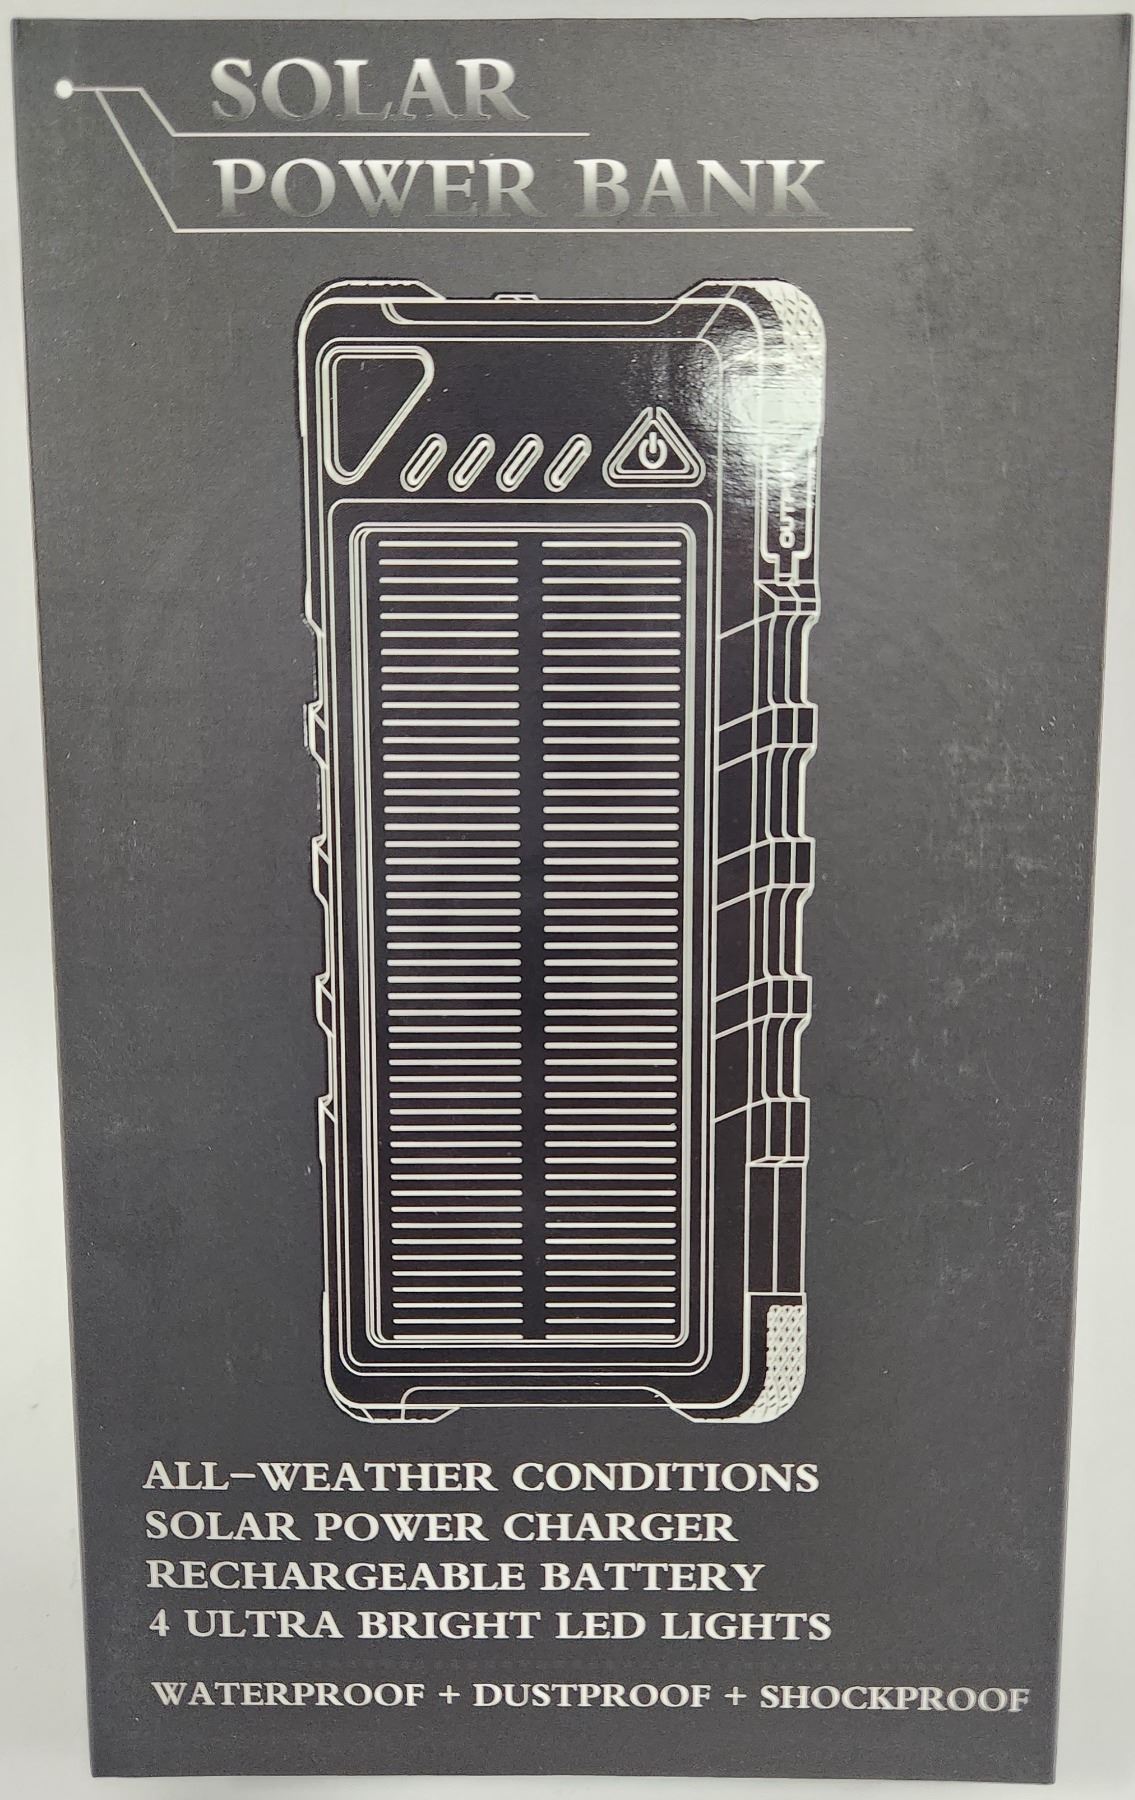 SOLAR
POWER BANK
ALL-WEATHER CONDITIONS
SOLAR POWER CHARGER
RECHARGEABLE BATTERY
4 ULTRA BRIGHT LED LIGHTS
WATERPROOF + DUSTPROOF + SHOCKPROOF